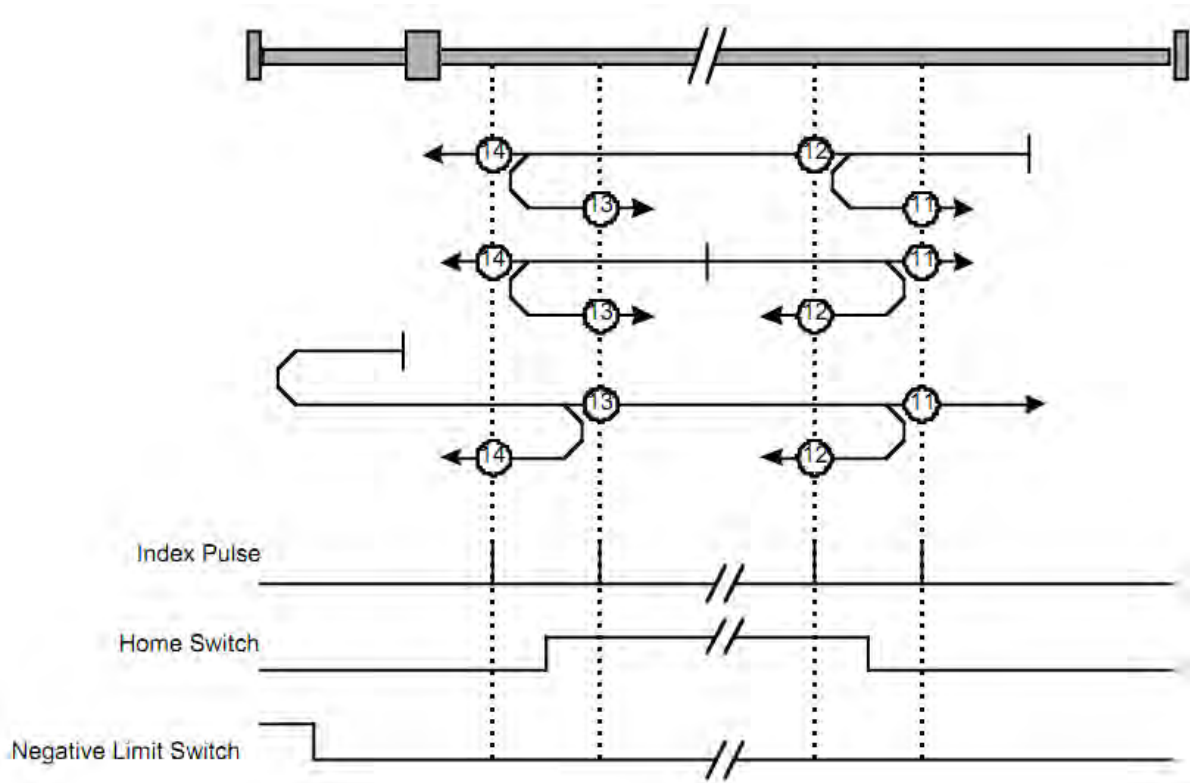 14 12
13 11
14 11
13 12
13 11
14 12
Index Pulse
Home Switch
Negative Limit Switch